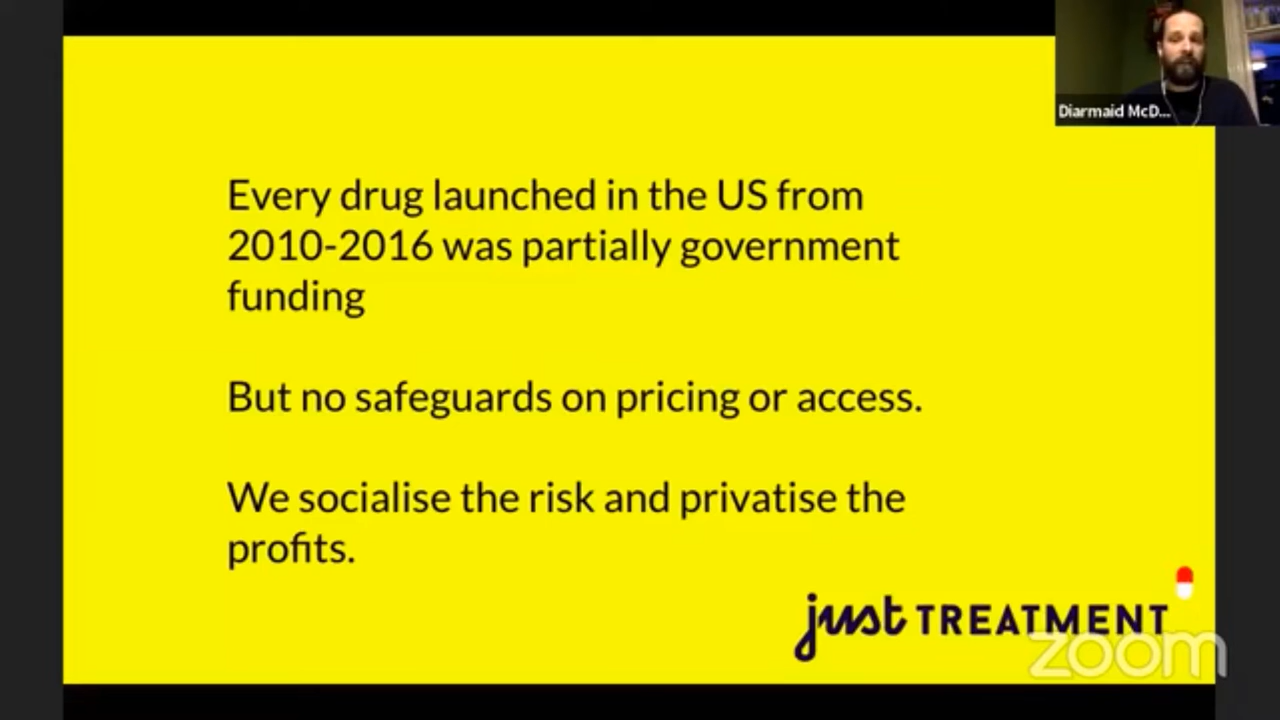 Diarmaid McD...
Every drug launched in the US from
2010-2016 was partially government
funding
But no safeguards on pricing or access.
We socialise the risk and privatise the
profits.
just TREATMENT
zoom